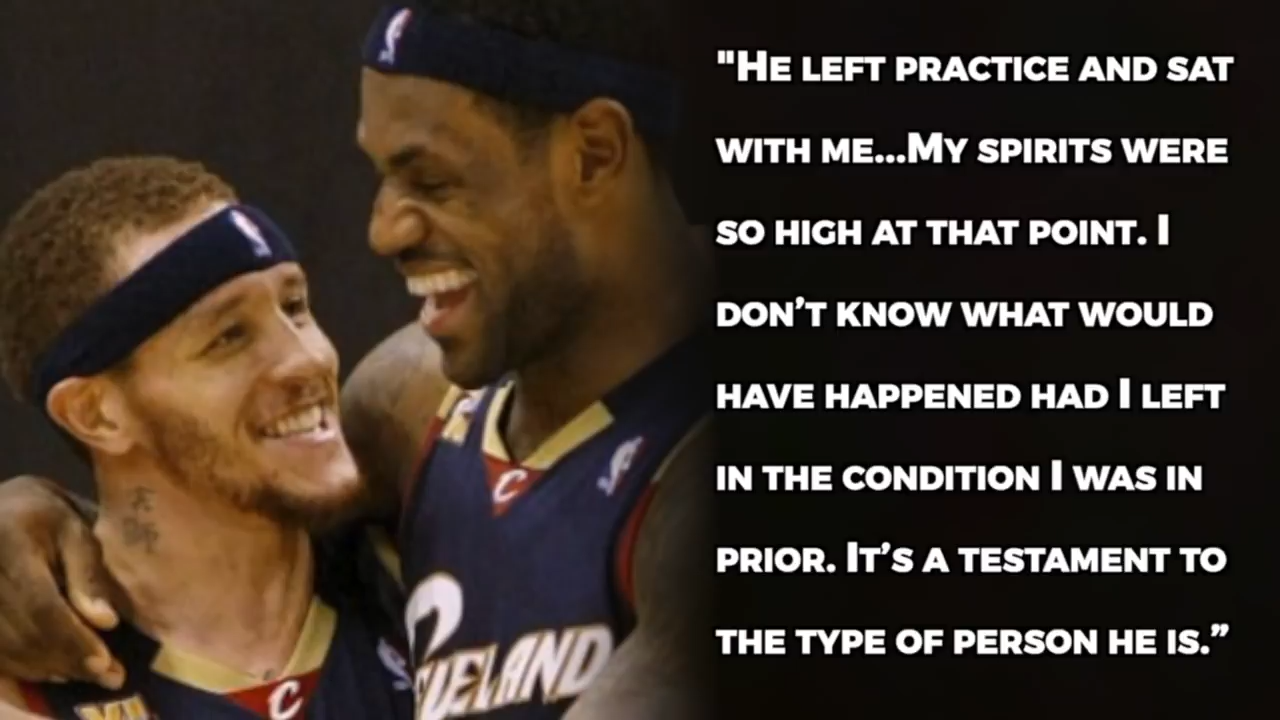 "HE LEFT PRACTICE AND SAT
WITH ME...MY SPIRITS WERE
SO HIGH AT THAT POINT. I
DON'T KNOW WHAT WOULD
HAVE HAPPENED HAD I LEFT
IN THE CONDITION I WAS IN
PRIOR. IT'S A TESTAMENT TO
THE TYPE OF PERSON HE IS.”
C
CLEVELAND
C